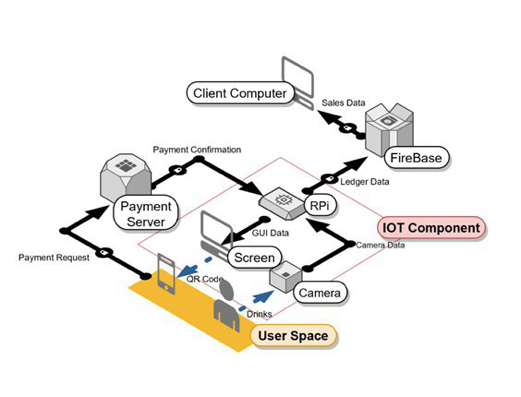 Client Computer
Sales Data
FireBase
Payment Confirmation
Ledger Data
Payment
Server
RPi
IOT Component
GUI Data
Camera Data
Payment Request
Screen
QR Code
Camera
Drinks
User Space